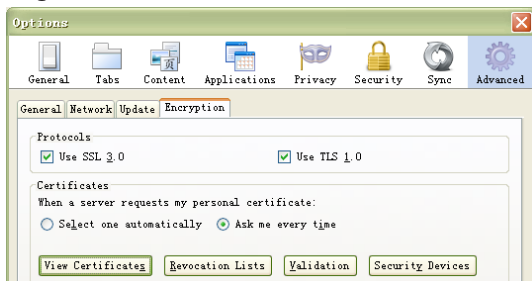 Options
General Tabs Content Applications Privacy Security Sync Advanced
General Network Update Encryption
Protocols
Use SSL 3.0 Use TLS 1.0
Certificates
When a server requests my personal certificate:
Select one automatically Ask me every time
View Certificates Revocation Lists Validation Security Devices